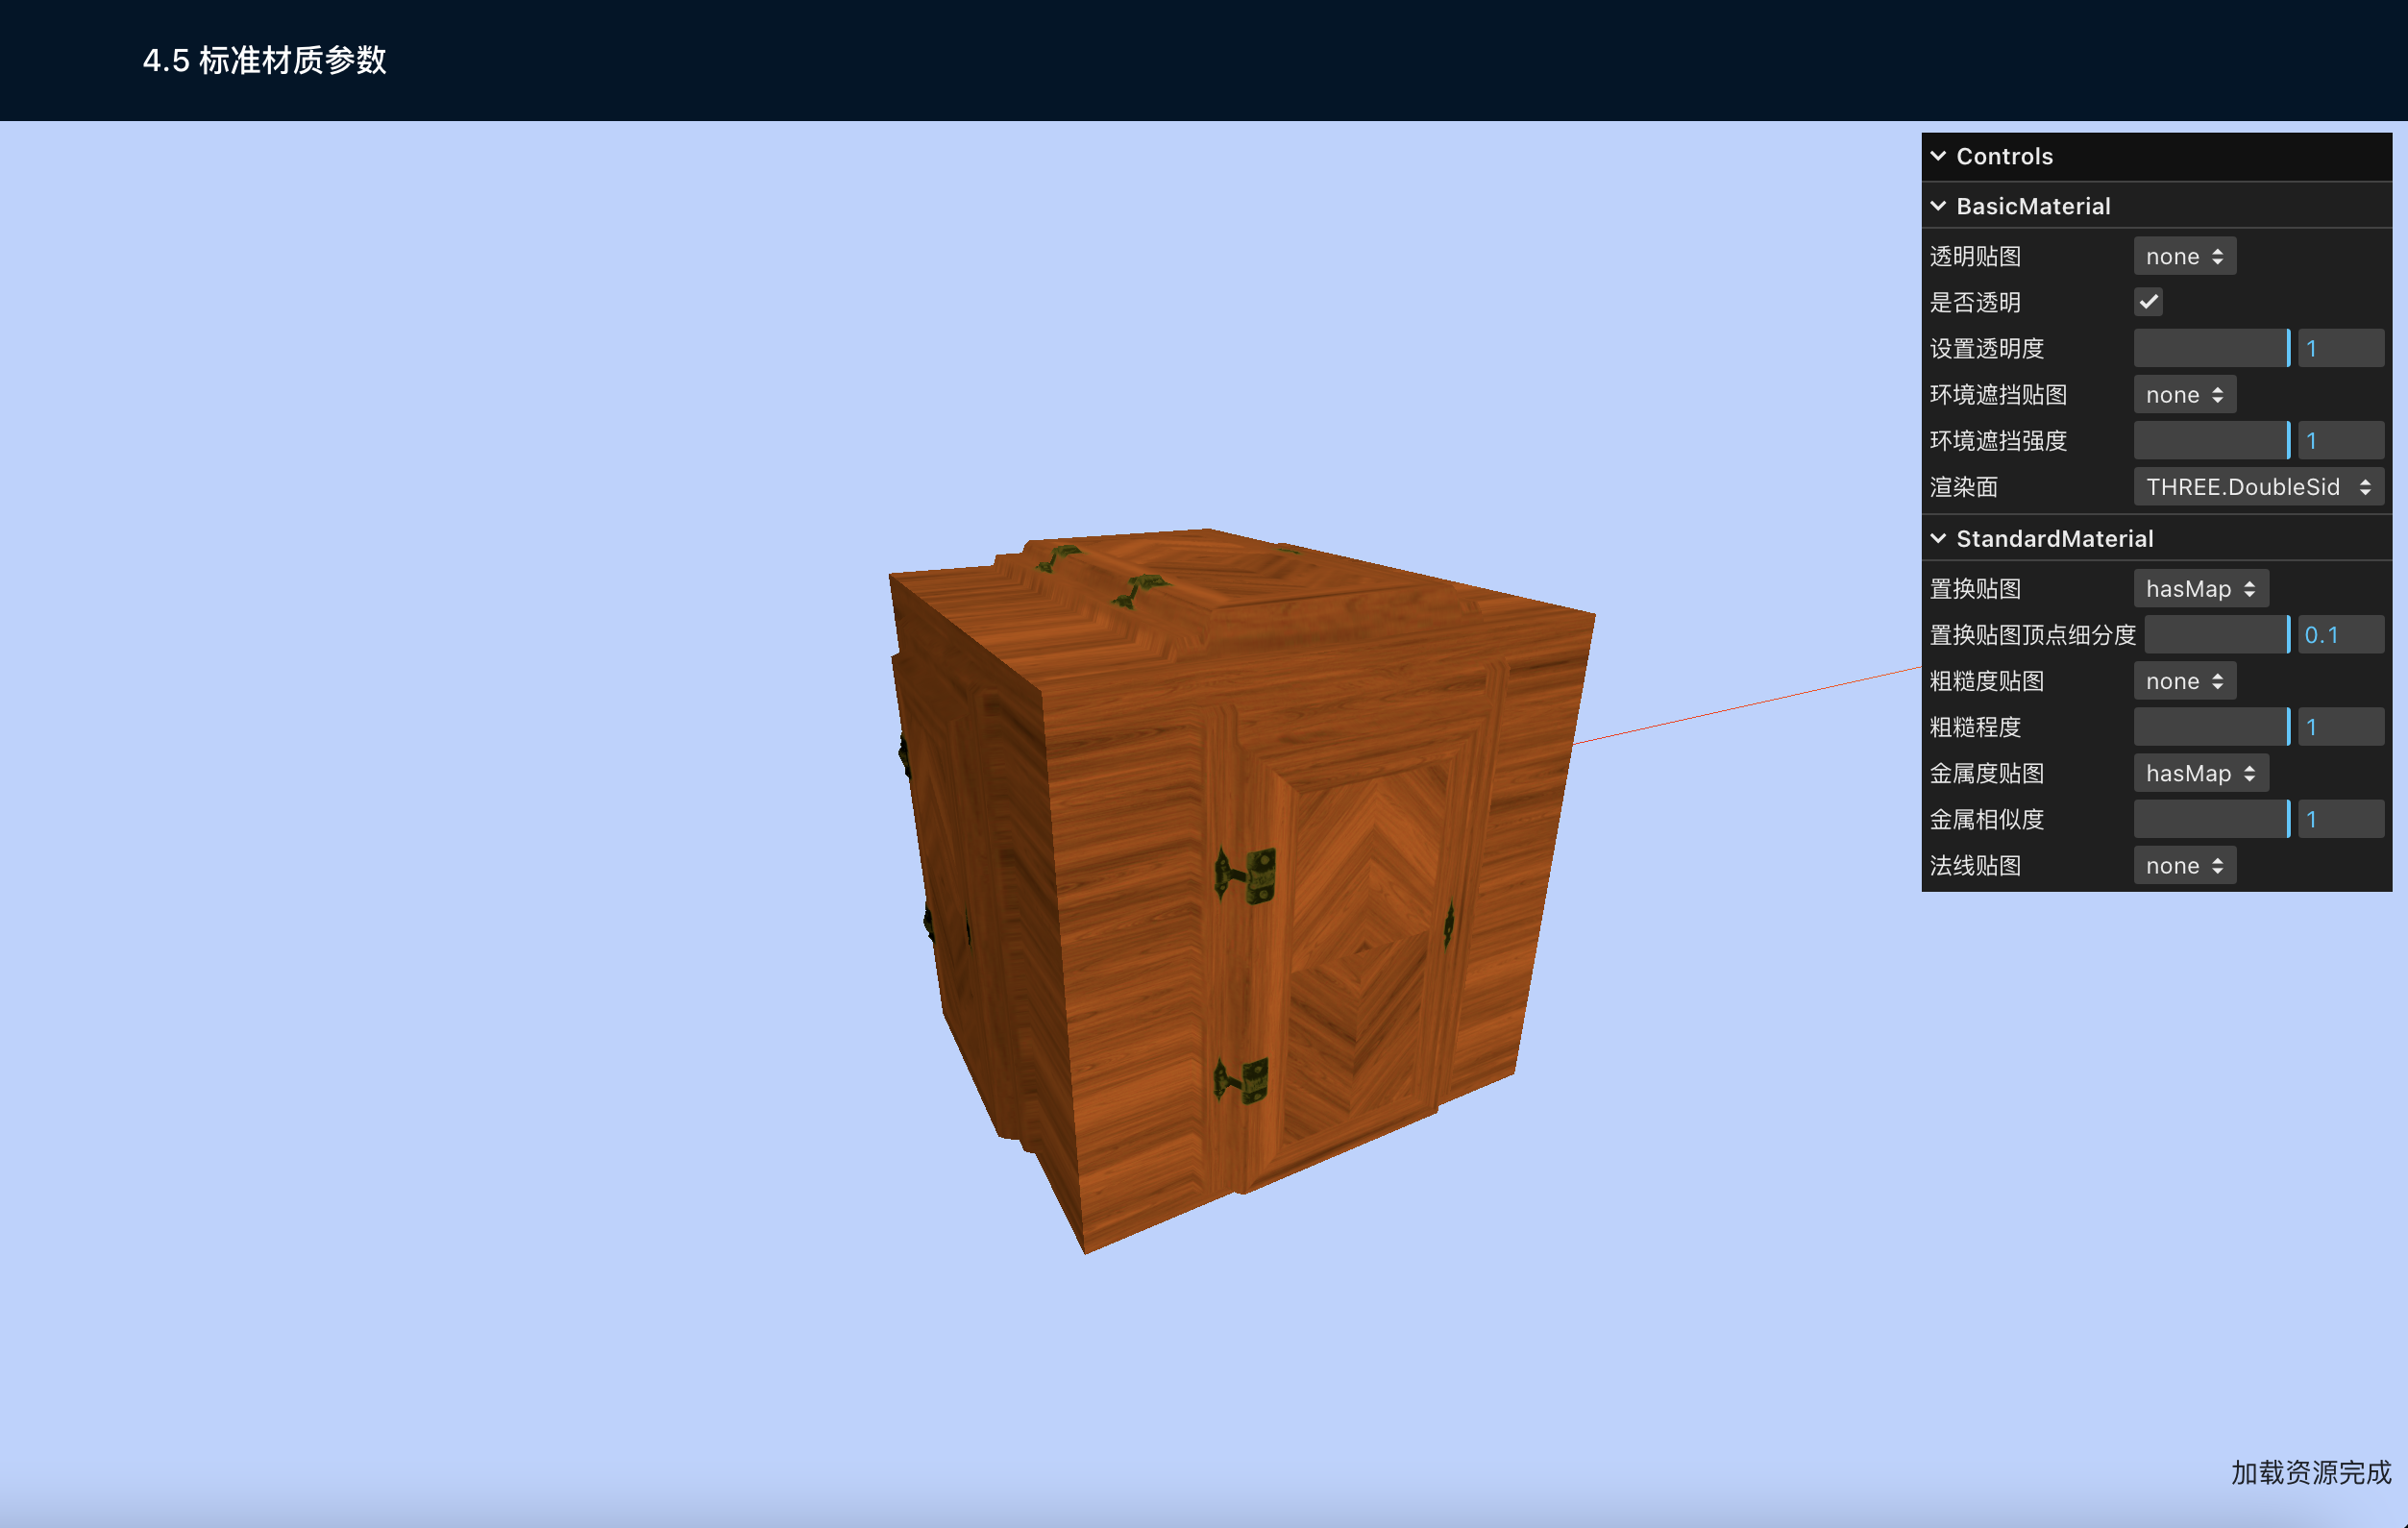 4.5 标准材质参数
Controls
BasicMaterial
透明贴图 none
是否透明
设置透明度 1
环境遮挡贴图 none
环境遮挡强度 1
渲染面 THREE.DoubleSid
StandardMaterial
置换贴图 hasMap
置换贴图顶点细分度 0.1
粗糙度贴图 none
粗糙程度 1
金属度贴图 hasMap
金属相似度 1
法线贴图 none
加载资源完成